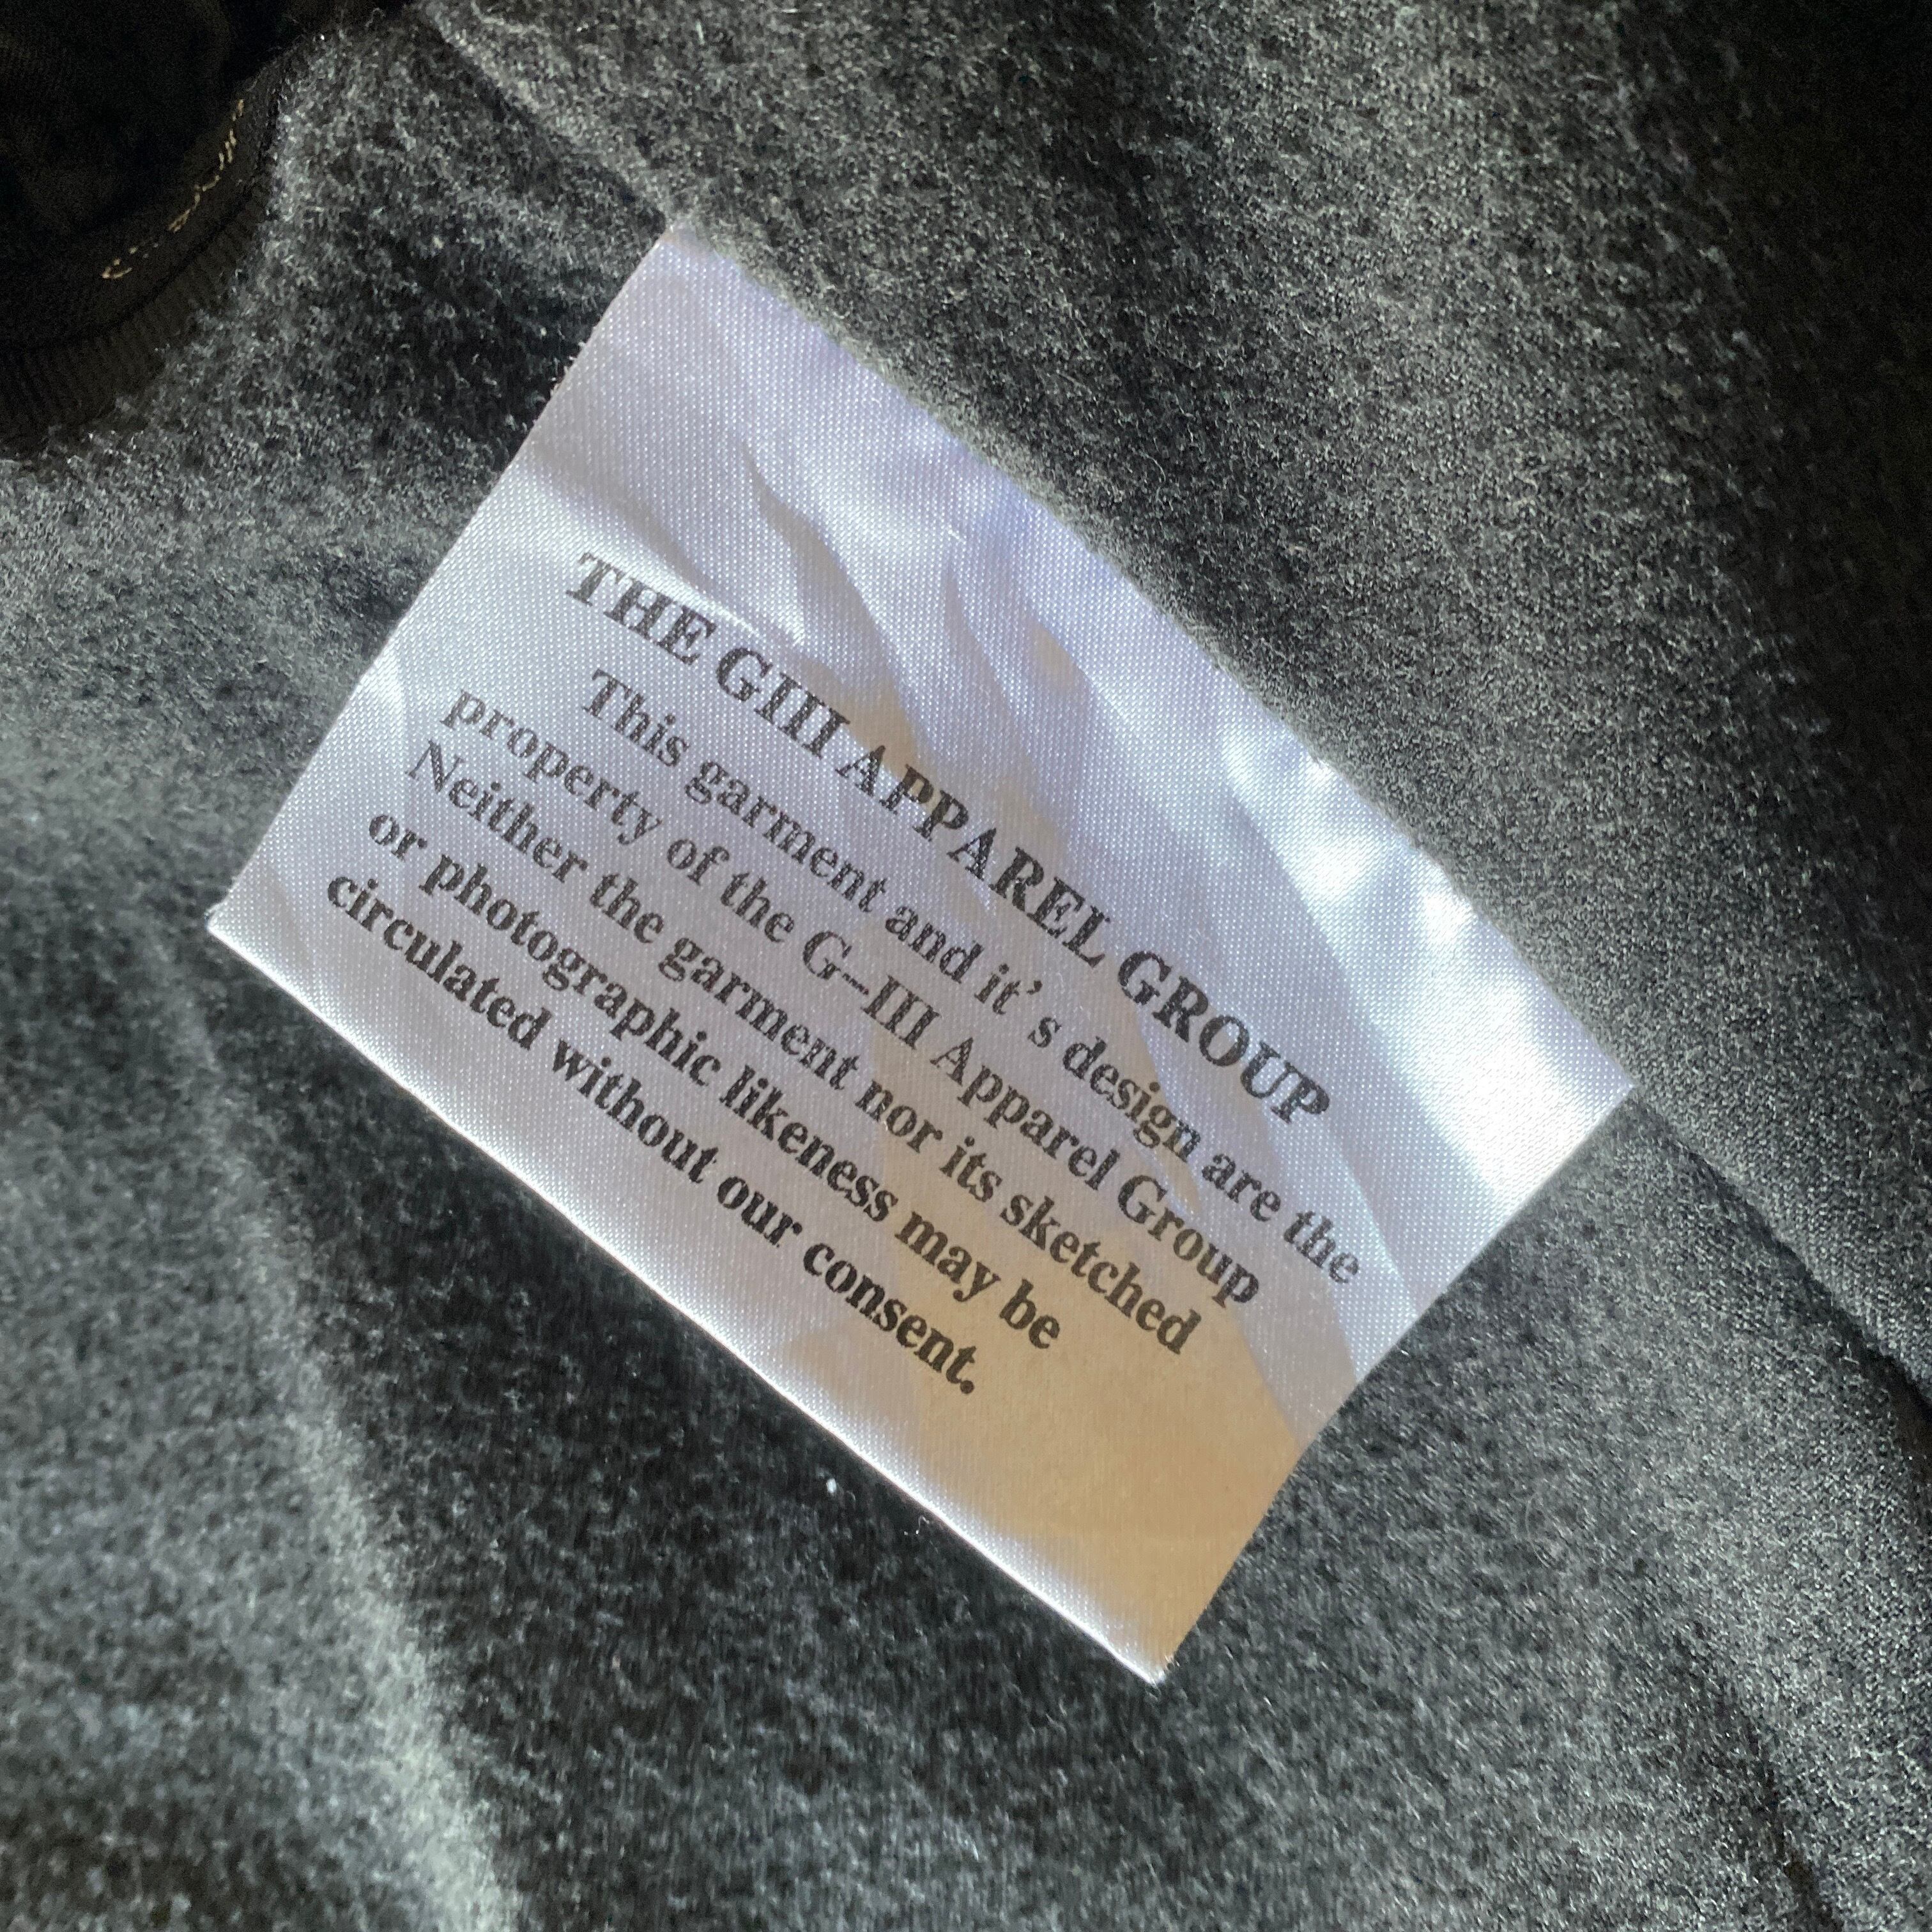 THE GIII APPAREL GROUP
This garment and it's design are the
property of the G-III Apparel Group
Neither the garment nor its sketched
or photographic likeness may be
circulated without our consent.